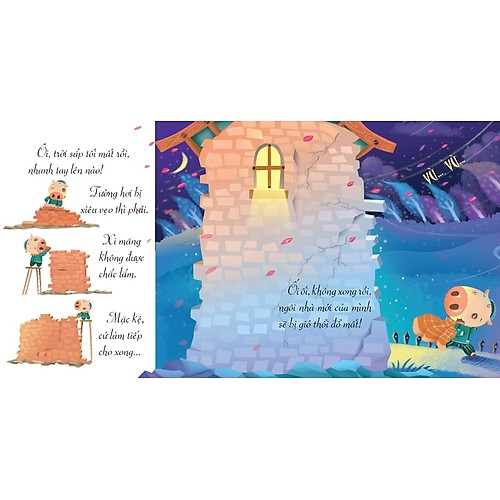 Ôi, trời sắp tối mất rồi,
nhanh tay lên nào!
Tường hơi bị
xiêu vẹo thì phải.
Xi măng
không được
chắc lắm.
Mặc kệ,
cứ làm tiếp
cho xong...
VÙ... VÙ...
Ối ối, không xong rồi,
ngôi nhà mới của mình
sẽ bị gió thổi đổ mất!